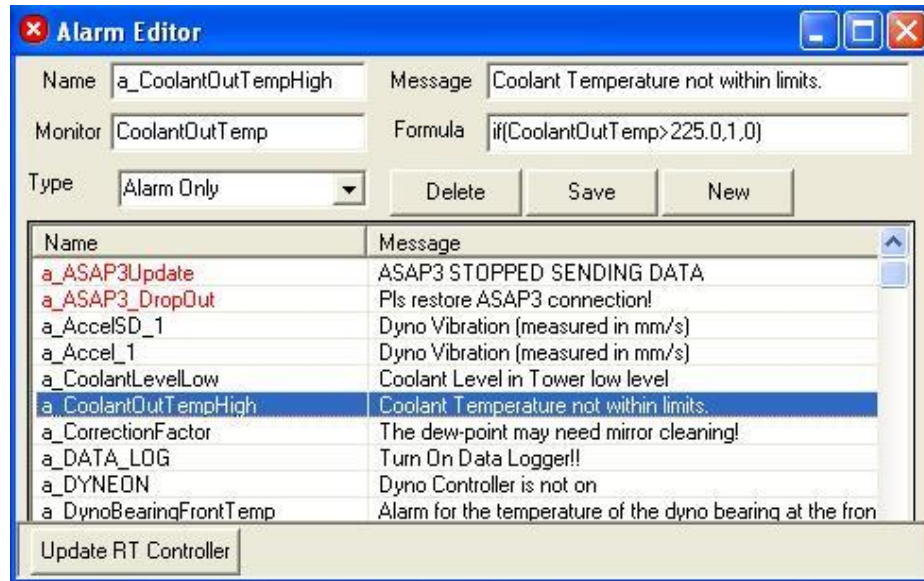 Alarm Editor
Name a_CoolantOutTempHigh Message Coolant Temperature not within limits.
Monitor CoolantOutTemp Formula if(CoolantOutTemp>225.0,1,0)
Type Alarm Only Delete Save New
Name Message
a_ASAP3Update ASAP3 STOPPED SENDING DATA
a_ASAP3_DropOut Pls restore ASAP3 connection!
a_AccelSD_1 Dyno Vibration (measured in mm/s)
a_Accel_1 Dyno Vibration (measured in mm/s)
a_CoolantLevelLow Coolant Level in Tower low level
a_CoolantOutTempHigh Coolant Temperature not within limits.
a_CorrectionFactor The dew-point may need mirror cleaning!
a_DATA_LOG Turn On Data Logger!!
a_DYNEON Dyno Controller is not on
a_DynoBearingFrontTemp Alarm for the temperature of the dyno bearing at the fron
Update RT Controller